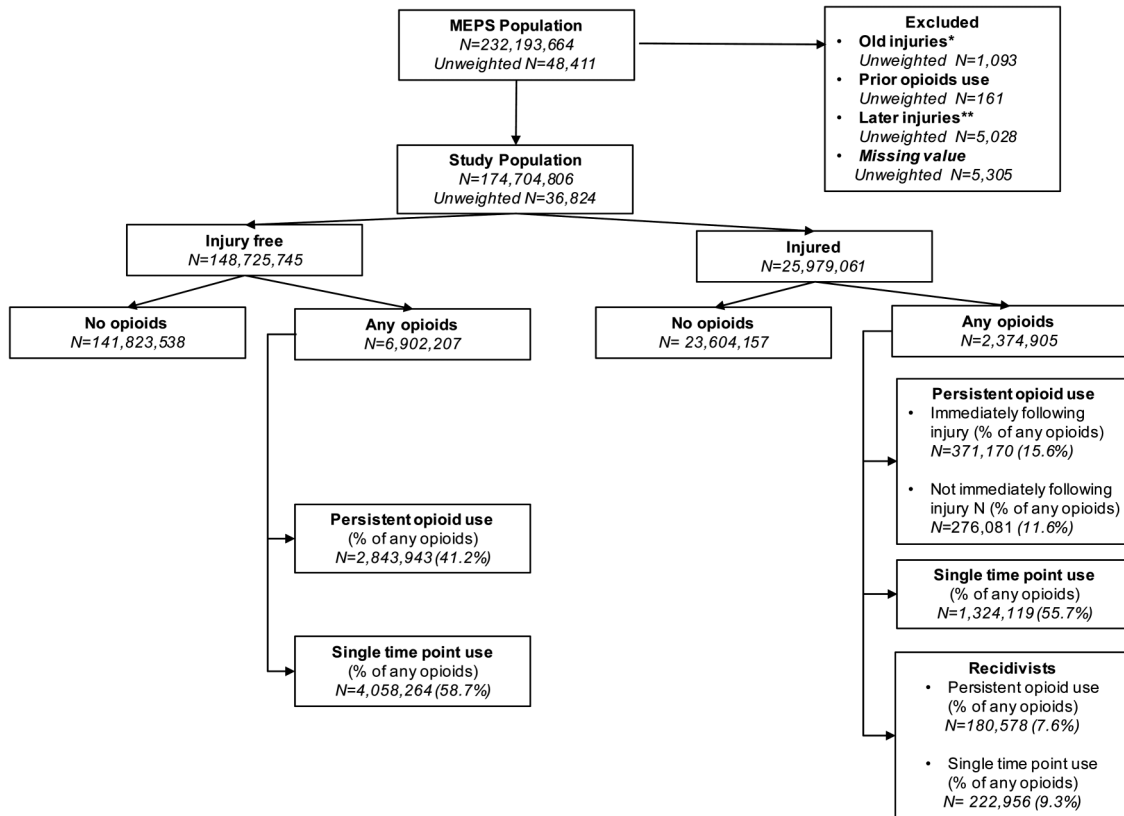 MEPS Population
N=232,193,664
Unweighted N=48,411
Excluded
• Old injuries*
Unweighted N=1,093
• Prior opioids use
Unweighted N=161
• Later injuries**
Unweighted N=5,028
• Missing value
Unweighted N=5,305
Study Population
N=174,704,806
Unweighted N=36,824
Injury free
N=148,725,745
Injured
N=25,979,061
No opioids
N=141,823,538
Any opioids
N=6,902,207
No opioids
N= 23,604,157
Any opioids
N=2,374,905
Persistent opioid use
(% of any opioids)
N=2,843,943 (41.2%)
Single time point use
(% of any opioids)
N=4,058,264 (58.7%)
Persistent opioid use
• Immediately following
injury (% of any opioids)
N=371,170 (15.6%)
• Not immediately following
injury N (% of any opioids)
N=276,081 (11.6%)
Single time point use
(% of any opioids)
N=1,324,119 (55.7%)
Recidivists
• Persistent opioid use
(% of any opioids)
N=180,578 (7.6%)
• Single time point use
(% of any opioids)
N= 222,956 (9.3%)